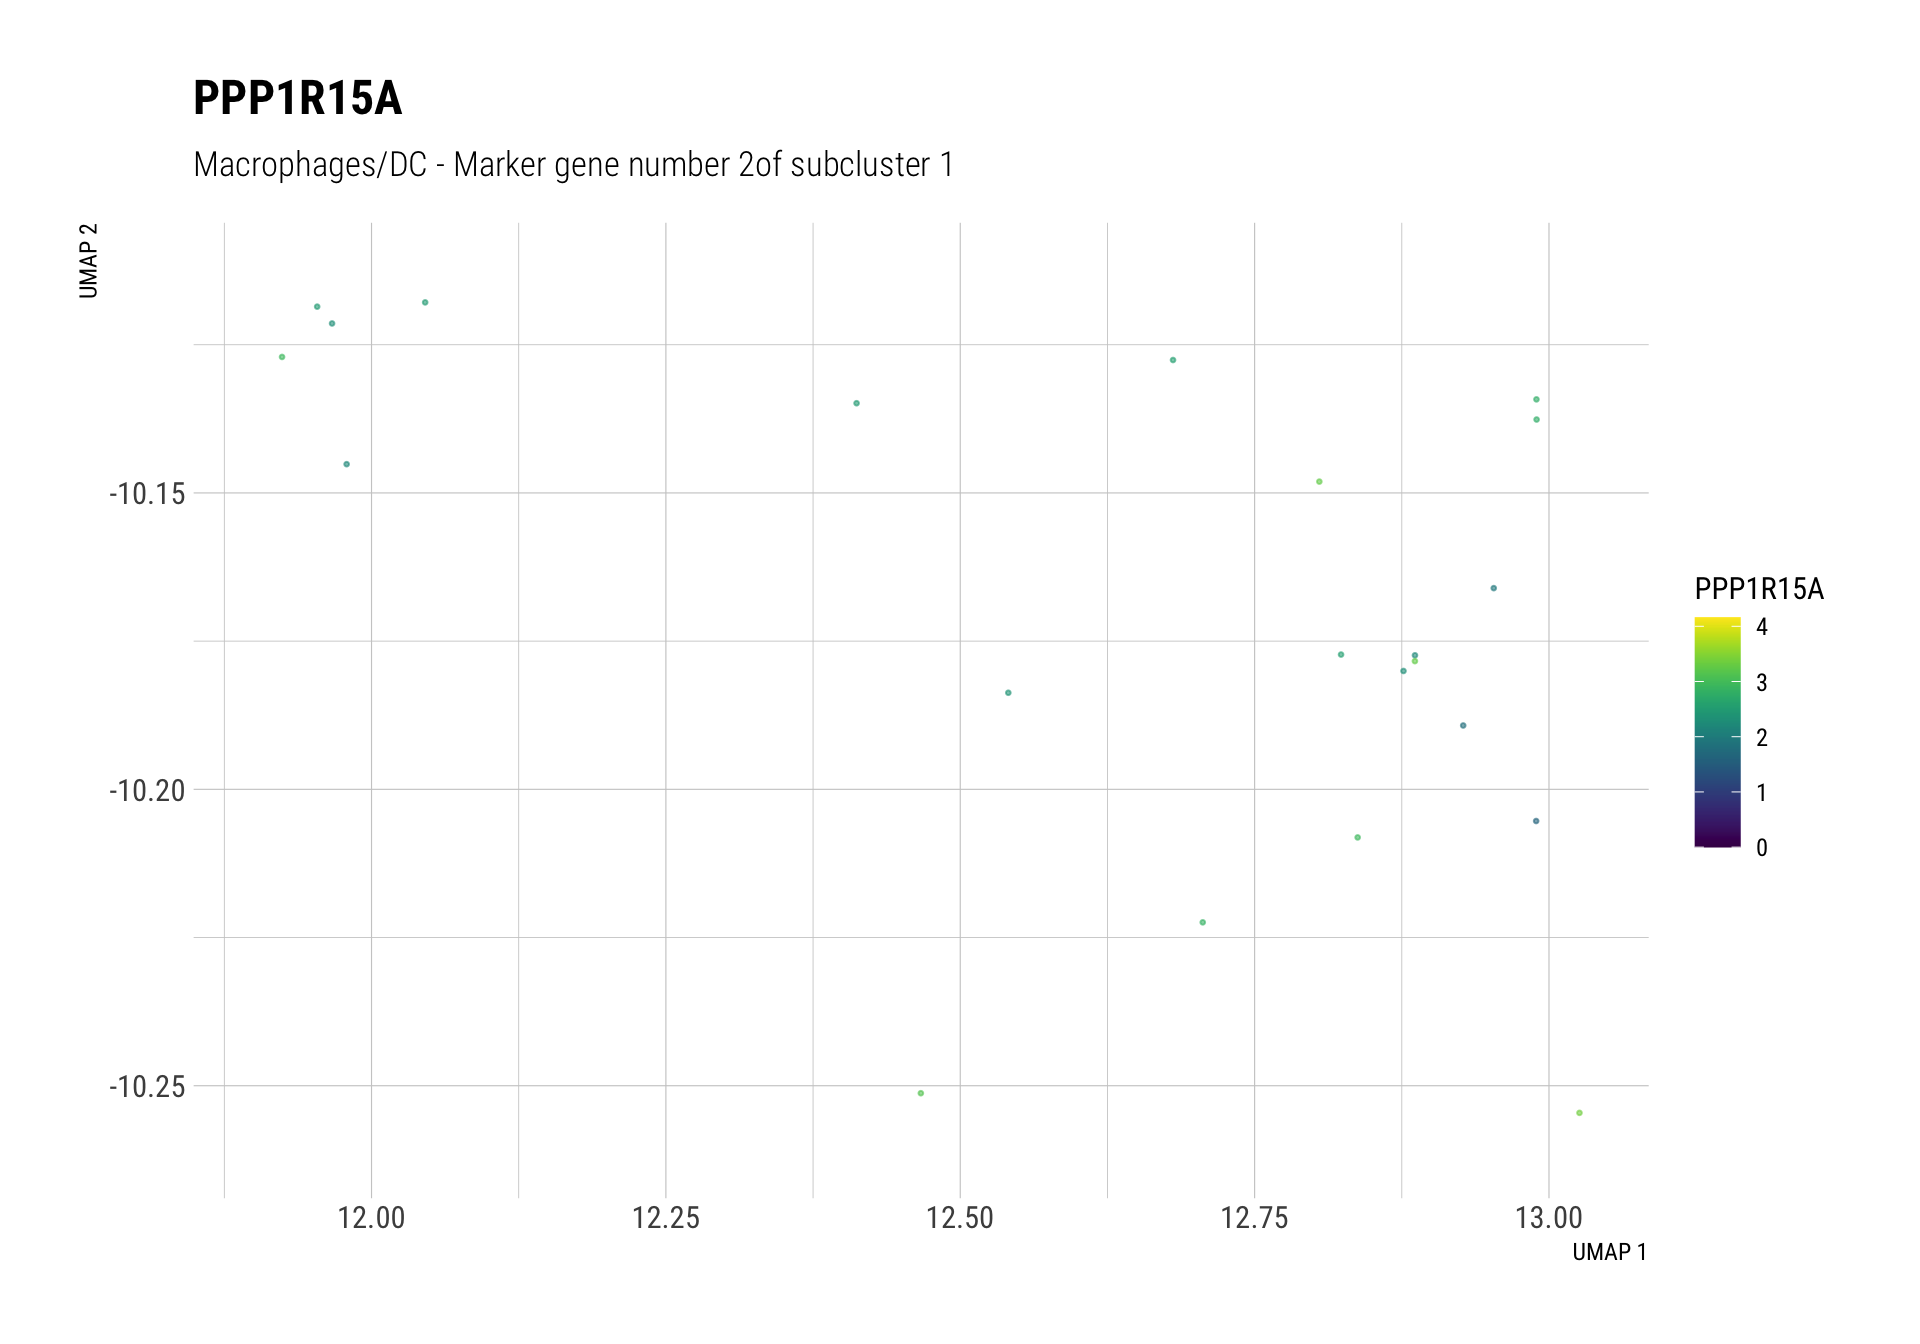 PPP1R15A
Macrophages/DC - Marker gene number 2of subcluster 1
UMAP 2
-10.15
-10.20
-10.25
12.00
12.25
12.50
12.75
13.00
UMAP 1
PPP1R15A
4
3
2
1
0